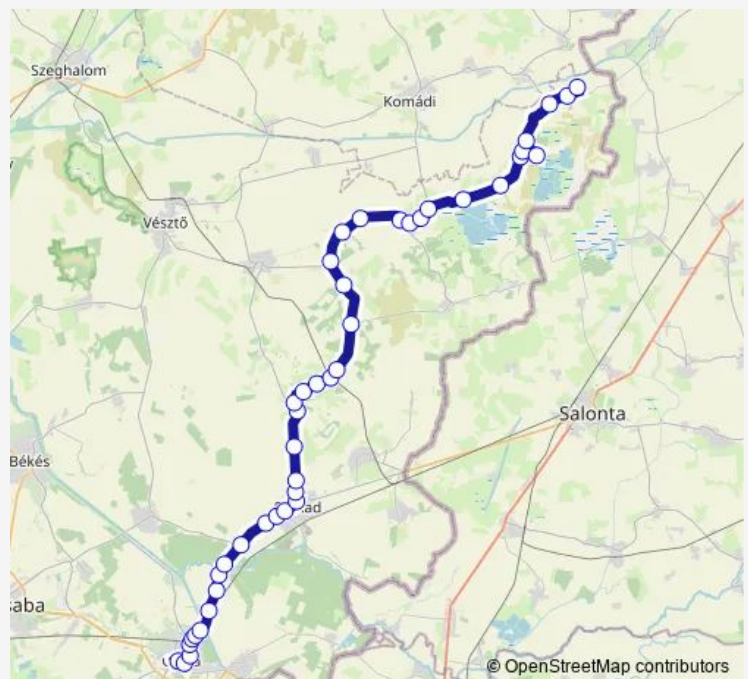 Szeghalom
Komádi
Vésztő
Salonta
Békés
saba
© OpenStreetMap contributors